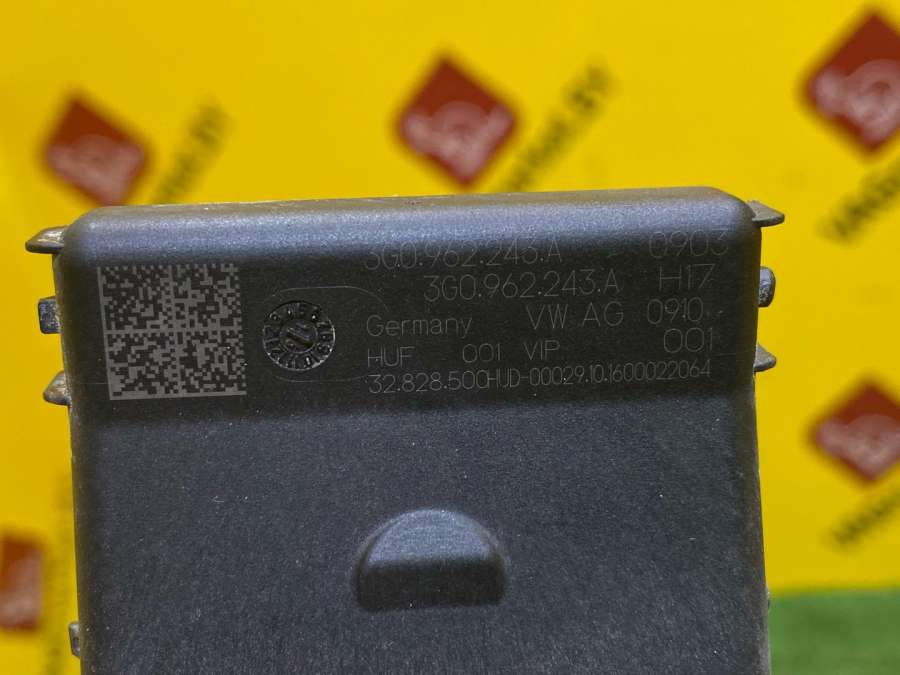 3G0.962.243.A 0903
3G0.962.243.A H17
Germany VW AG 0910
HUF 001 VIP 001
32.828.500HUD-00029.10.1600022064